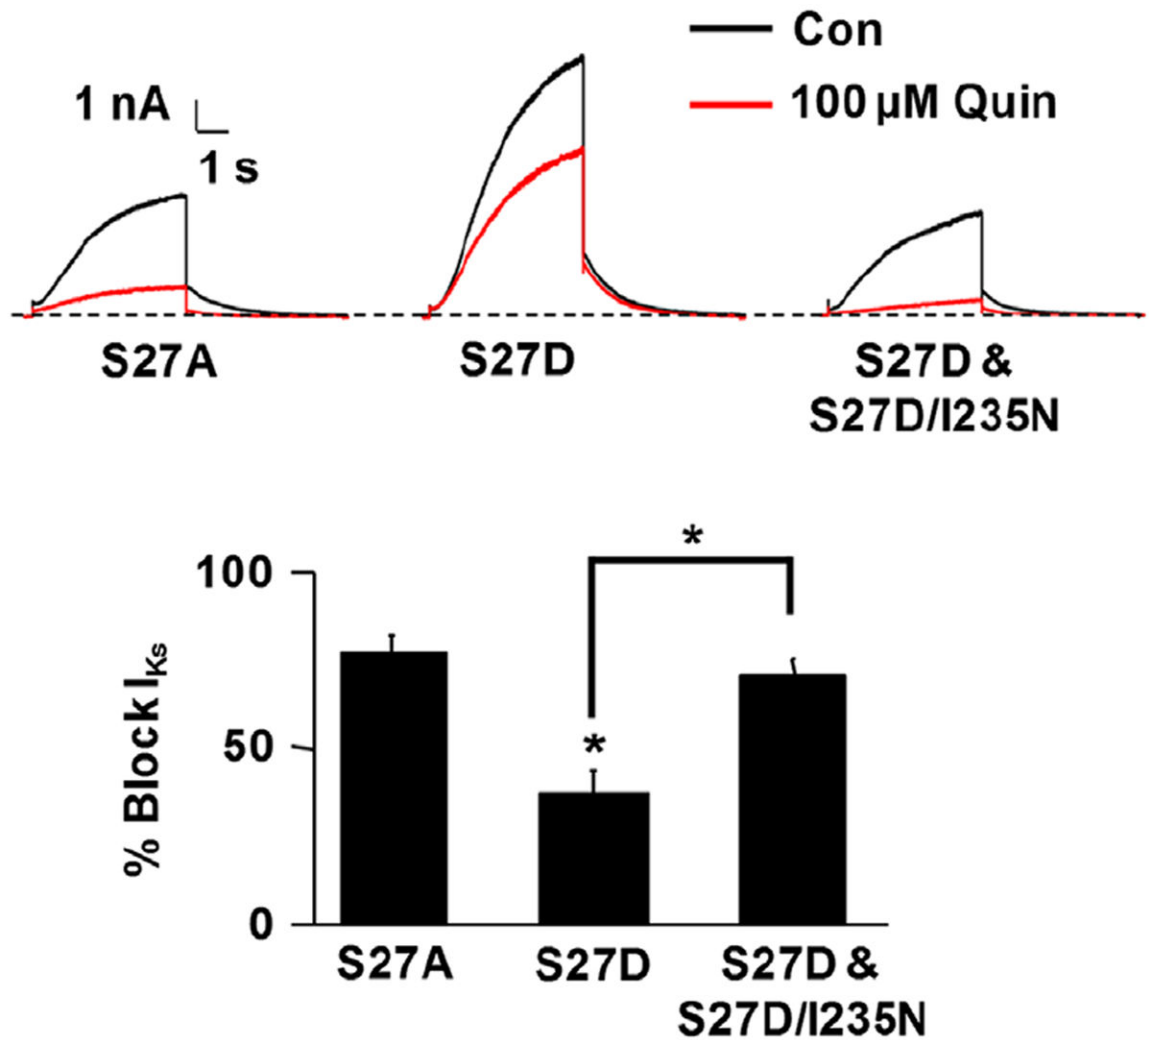 Con
1 nA
100 µM Quin
1 s
S27A
S27D
S27D &
S27D/I235N
*
100
50
0
% Block IKs
*
S27A
S27D
S27D &
S27D/I235N